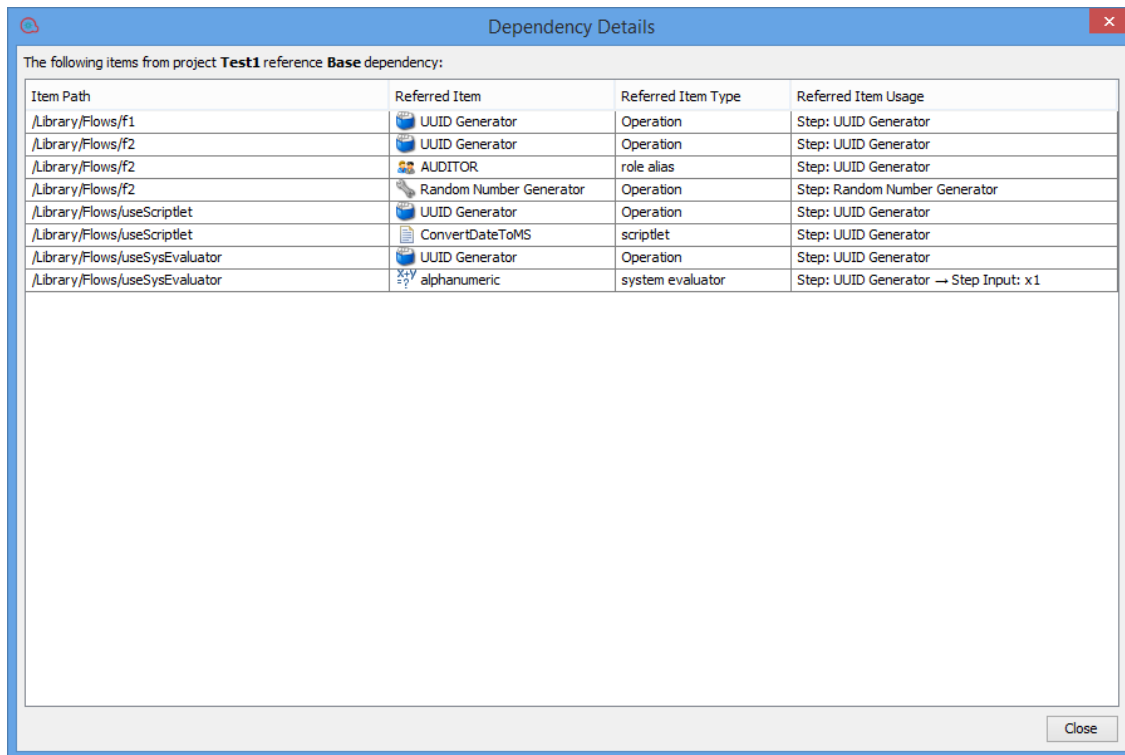 Dependency Details
The following items from project Test1 reference Base dependency:
Item Path Referred Item Referred Item Type Referred Item Usage
/Library/Flows/f1 UUID Generator Operation Step: UUID Generator
/Library/Flows/f2 UUID Generator Operation Step: UUID Generator
/Library/Flows/f2 AUDITOR role alias Step: UUID Generator
/Library/Flows/f2 Random Number Generator Operation Step: Random Number Generator
/Library/Flows/useScriptlet UUID Generator Operation Step: UUID Generator
/Library/Flows/useScriptlet ConvertDateToMS scriptlet Step: UUID Generator
/Library/Flows/useSysEvaluator UUID Generator Operation Step: UUID Generator
/Library/Flows/useSysEvaluator alphanumeric system evaluator Step: UUID Generator → Step Input: x1
Close